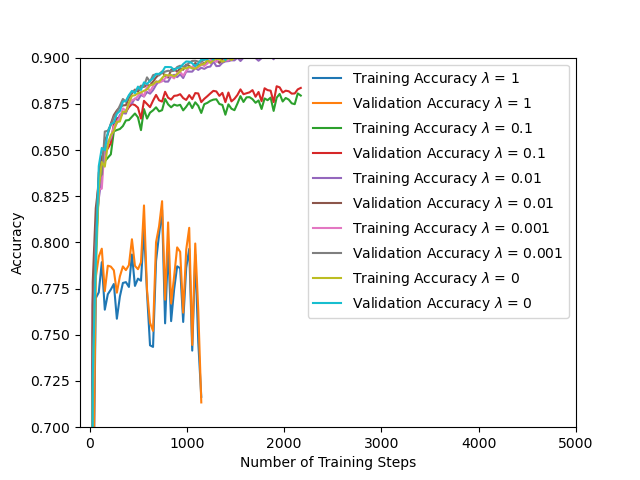 0.900
0.875
0.850
0.825
0.800
0.775
0.750
0.725
0.700
Accuracy
0
1000
2000
3000
4000
5000
Number of Training Steps
Training Accuracy λ = 1
Validation Accuracy λ = 1
Training Accuracy λ = 0.1
Validation Accuracy λ = 0.1
Training Accuracy λ = 0.01
Validation Accuracy λ = 0.01
Training Accuracy λ = 0.001
Validation Accuracy λ = 0.001
Training Accuracy λ = 0
Validation Accuracy λ = 0